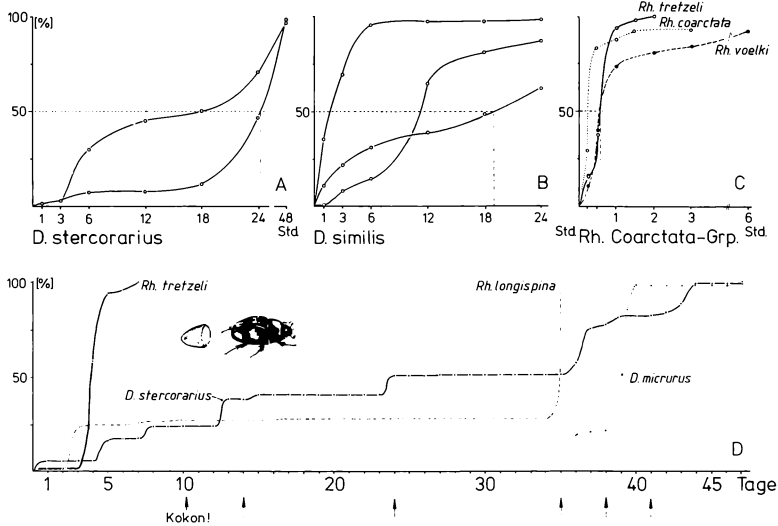 100 [%]
50
1 3 6 12 18 24 48
Std.
A
D. stercorarius
100 [%]
50
1 3 6 12 18 24
Std.
B
D. similis
Rh. tretzeli
100
Rh. coarctata
Rh. voelki
50
1 2 3 6
Std.
C
Rh. Coarctata-Grp.
100 [%]
Rh. tretzeli
Rh. longispina
50
D. stercorarius
D. micrurus
D
1 5 10 20 30 40 45 Tage
Kokon!